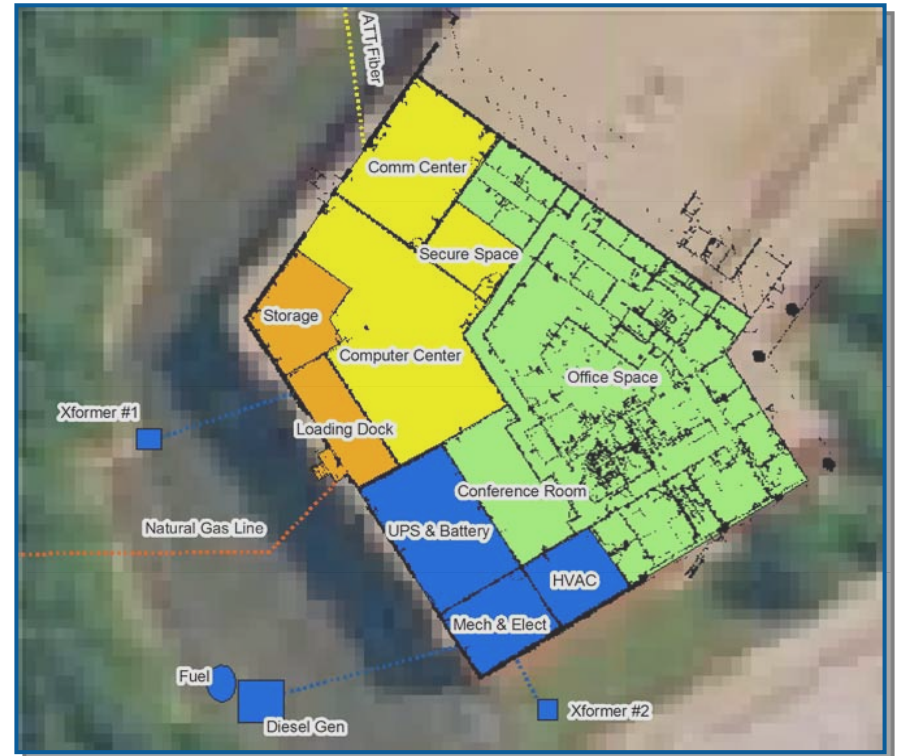 ATT Fiber
Comm Center
Secure Space
Storage
Computer Center
Office Space
Xformer #1
Loading Dock
Conference Room
Natural Gas Line
UPS & Battery
HVAC
Mech & Elect
Fuel
Diesel Gen
Xformer #2